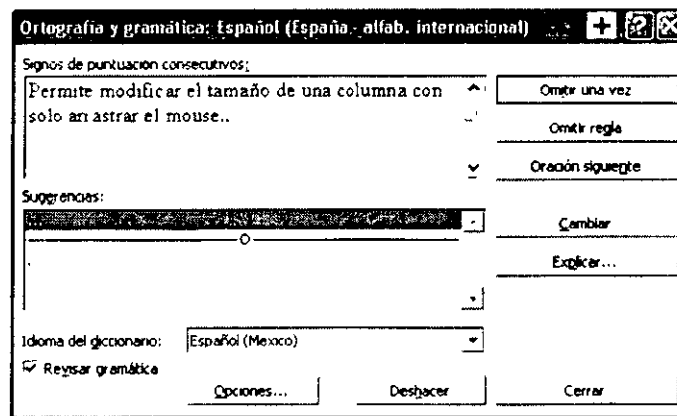 Ortografía y gramática: Español (España - alfab. internacional)
Signos de puntuación consecutivos:
Permite modificar el tamaño de una columna con
solo arrastrar el mouse..
Omitir una vez
Omitir regla
Oración siguiente
Sugerencias:
Cambiar
Explicar...
Idioma del diccionario: Español (Mexico)
Revisar gramática
Opciones... Deshacer Cerrar